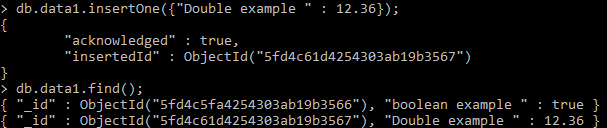 > db.data1.insertOne({"Double example " : 12.36});
{
        "acknowledged" : true,
        "insertedId" : ObjectId("5fd4c61d4254303ab19b3567")
}
> db.data1.find();
{ "_id" : ObjectId("5fd4c5fa4254303ab19b3566"), "boolean example " : true }
{ "_id" : ObjectId("5fd4c61d4254303ab19b3567"), "Double example " : 12.36 }